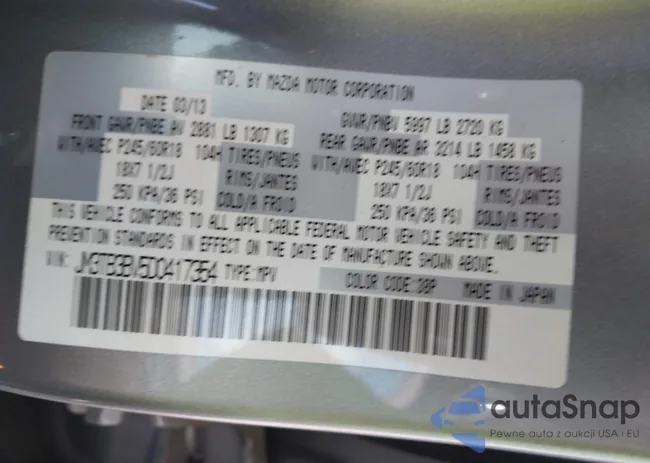 MFD. BY MAZDA MOTOR CORPORATION
DATE 03/13
GVWR/PNBV 5997 LB 2720 KG
FRONT GAWR/PNBE AV 2881 LB 1307 KG
REAR GAWR/PNBE AR 3214 LB 1458 KG
WITH/AVEC P245/60R18 104H TIRES/PNEUS
WITH/AVEC P245/60R18 104H TIRES/PNEUS
18X7 1/2J RIMS/JANTES
18X7 1/2J RIMS/JANTES
250 KPA/36 PSI COLD/A FROID
250 KPA/36 PSI COLD/A FROID
THIS VEHICLE CONFORMS TO ALL APPLICABLE FEDERAL MOTOR VEHICLE SAFETY AND THEFT
PREVENTION STANDARDS IN EFFECT ON THE DATE OF MANUFACTURE SHOWN ABOVE.
VIN: JM3TB3BV5D0417354 TYPE:MPV
COLOR CODE:38P MADE IN JAPAN
autaSnap
Pewne auta z aukcji USA i EU